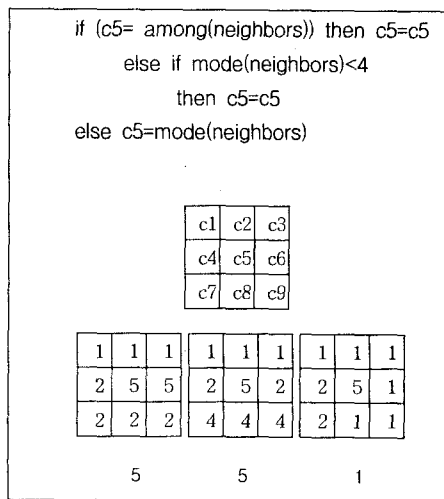 if (c5= among(neighbors)) then c5=c5
else if mode(neighbors)<4
then c5=c5
else c5=mode(neighbors)
c1 c2 c3
c4 c5 c6
c7 c8 c9
1 1 1 1 1 1 1 1 1
2 5 5 2 5 2 2 5 1
2 2 2 4 4 4 2 1 1
5 5 1